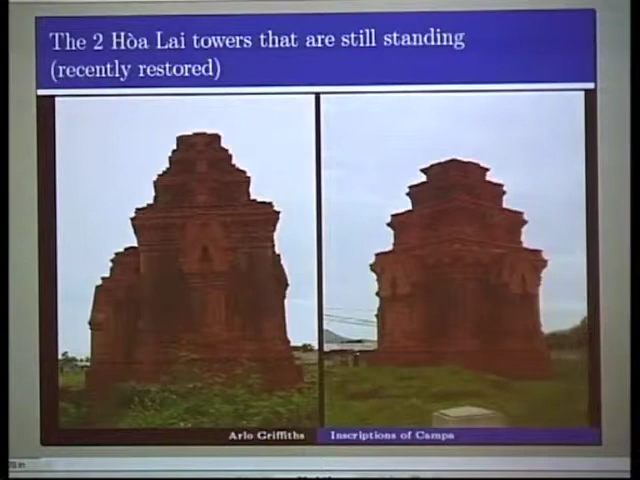 The 2 Hòa Lai towers that are still standing
(recently restored)
Arlo Griffiths
Inscriptions of Campa